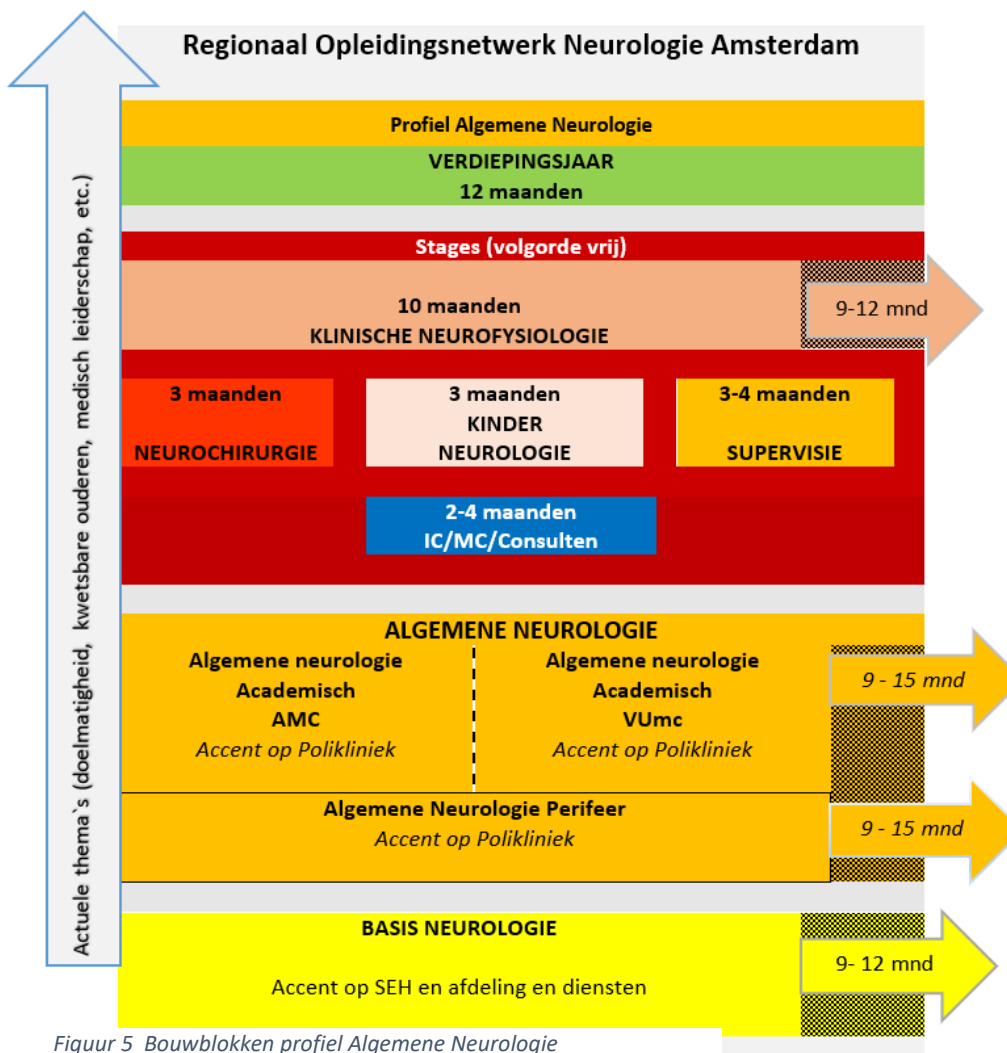 Regionaal Opleidingsnetwerk Neurologie Amsterdam
Actuele thema`s (doelmatigheid, kwetsbare ouderen, medisch leiderschap, etc.)
Profiel Algemene Neurologie
VERDIEPINGSJAAR
12 maanden
Stages (volgorde vrij)
10 maanden
KLINISCHE NEUROFYSIOLOGIE
9-12 mnd
3 maanden
NEUROCHIRURGIE
3 maanden
KINDER
NEUROLOGIE
3-4 maanden
SUPERVISIE
2-4 maanden
IC/MC/Consulten
ALGEMENE NEUROLOGIE
Algemene neurologie
Academisch
AMC
Accent op Polikliniek
Algemene neurologie
Academisch
VUmc
Accent op Polikliniek
9 - 15 mnd
Algemene Neurologie Perifeer
Accent op Polikliniek
9 - 15 mnd
BASIS NEUROLOGIE
Accent op SEH en afdeling en diensten
9- 12 mnd
Figuur 5 Bouwblokken profiel Algemene Neurologie